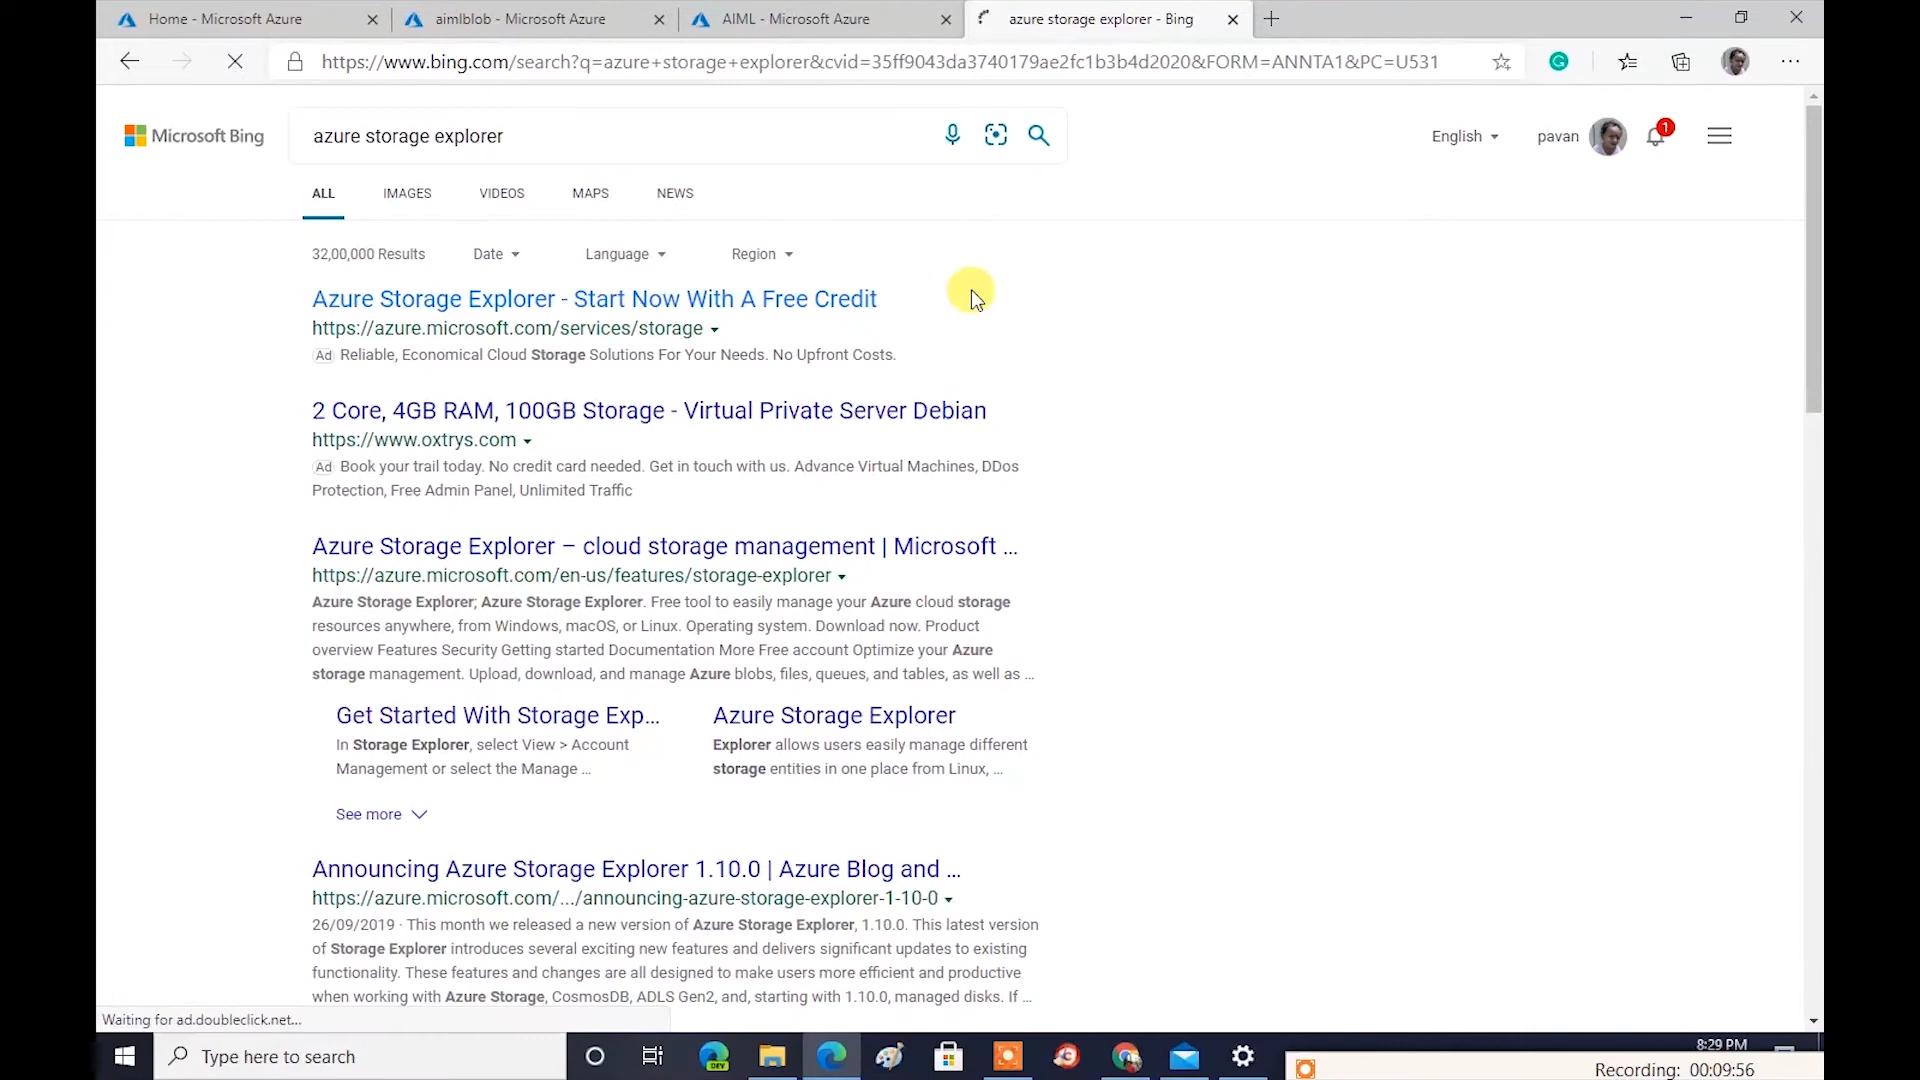 Home - Microsoft Azure
aimlblob - Microsoft Azure
AIML - Microsoft Azure
azure storage explorer - Bing
https://www.bing.com/search?q=azure+storage+explorer&cvid=35ff9043da3740179ae2fc1b3b4d2020&FORM=ANNTA1&PC=U531
Microsoft Bing
azure storage explorer
English
pavan
1
ALL IMAGES VIDEOS MAPS NEWS
32,00,000 Results Date Language Region
Azure Storage Explorer - Start Now With A Free Credit
https://azure.microsoft.com/services/storage
Ad Reliable, Economical Cloud Storage Solutions For Your Needs. No Upfront Costs.
2 Core, 4GB RAM, 100GB Storage - Virtual Private Server Debian
https://www.oxtrys.com
Ad Book your trail today. No credit card needed. Get in touch with us. Advance Virtual Machines, DDos
Protection, Free Admin Panel, Unlimited Traffic
Azure Storage Explorer – cloud storage management | Microsoft ...
https://azure.microsoft.com/en-us/features/storage-explorer
Azure Storage Explorer; Azure Storage Explorer. Free tool to easily manage your Azure cloud storage
resources anywhere, from Windows, macOS, or Linux. Operating system. Download now. Product
overview Features Security Getting started Documentation More Free account Optimize your Azure
storage management. Upload, download, and manage Azure blobs, files, queues, and tables, as well as ...
Get Started With Storage Exp...
In Storage Explorer, select View > Account
Management or select the Manage ...
Azure Storage Explorer
Explorer allows users easily manage different
storage entities in one place from Linux, ...
See more
Announcing Azure Storage Explorer 1.10.0 | Azure Blog and ...
https://azure.microsoft.com/.../announcing-azure-storage-explorer-1-10-0
26/09/2019 · This month we released a new version of Azure Storage Explorer, 1.10.0. This latest version
of Storage Explorer introduces several exciting new features and delivers significant updates to existing
functionality. These features and changes are all designed to make users more efficient and productive
when working with Azure Storage, CosmosDB, ADLS Gen2, and, starting with 1.10.0, managed disks. If ...
Waiting for ad.doubleclick.net...
Type here to search
DEV
8:29 PM
Recording: 00:09:56